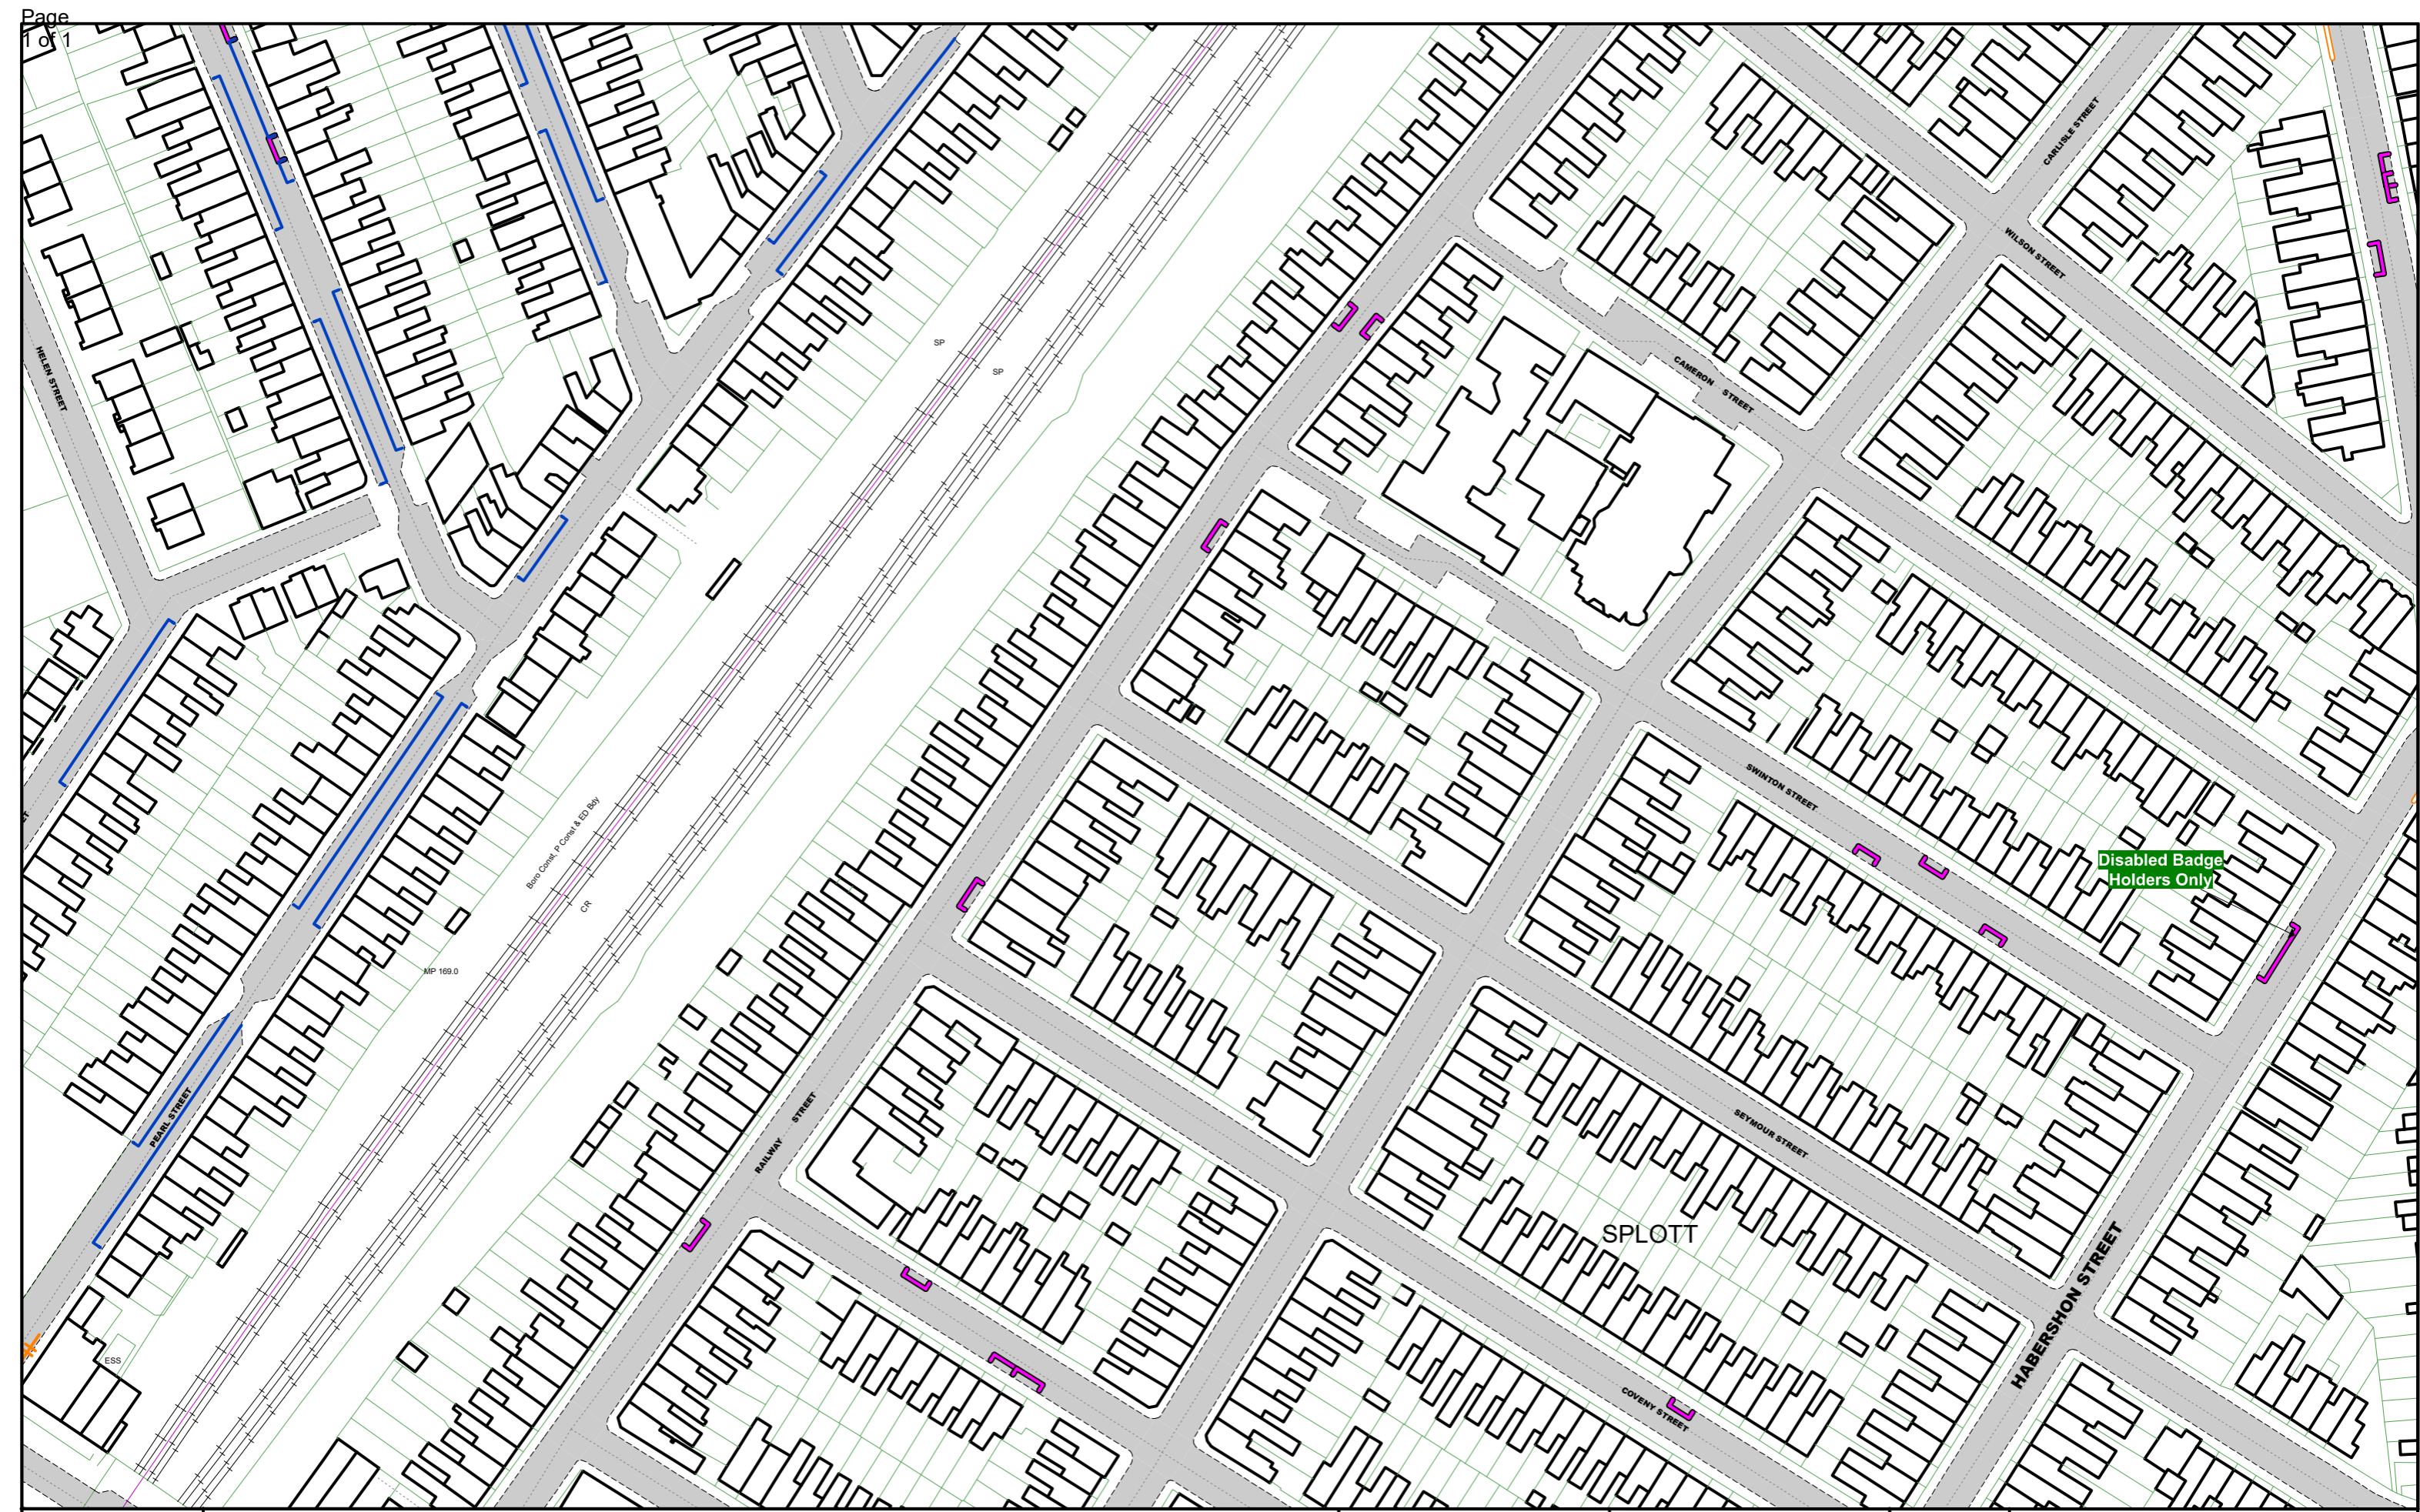 Page
1 of 1
CARLISLE STREET
WILSON STREET
HELEN STREET
SP
SP
CAMERON STREET
SWINTON STREET
Boro Const, P Const & ED Bdy
Disabled Badge
Holders Only
CR
MP 169.0
PEARL STREET
RAILWAY STREET
SEYMOUR STREET
SPLOTT
HABERSHON STREET
ESS
COVENY STREET